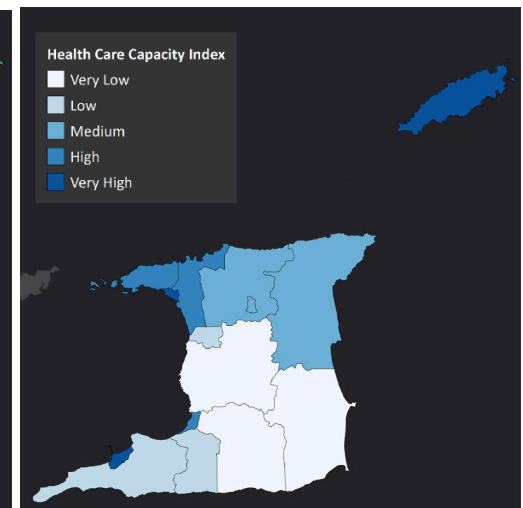 Health Care Capacity Index
Very Low
Low
Medium
High
Very High